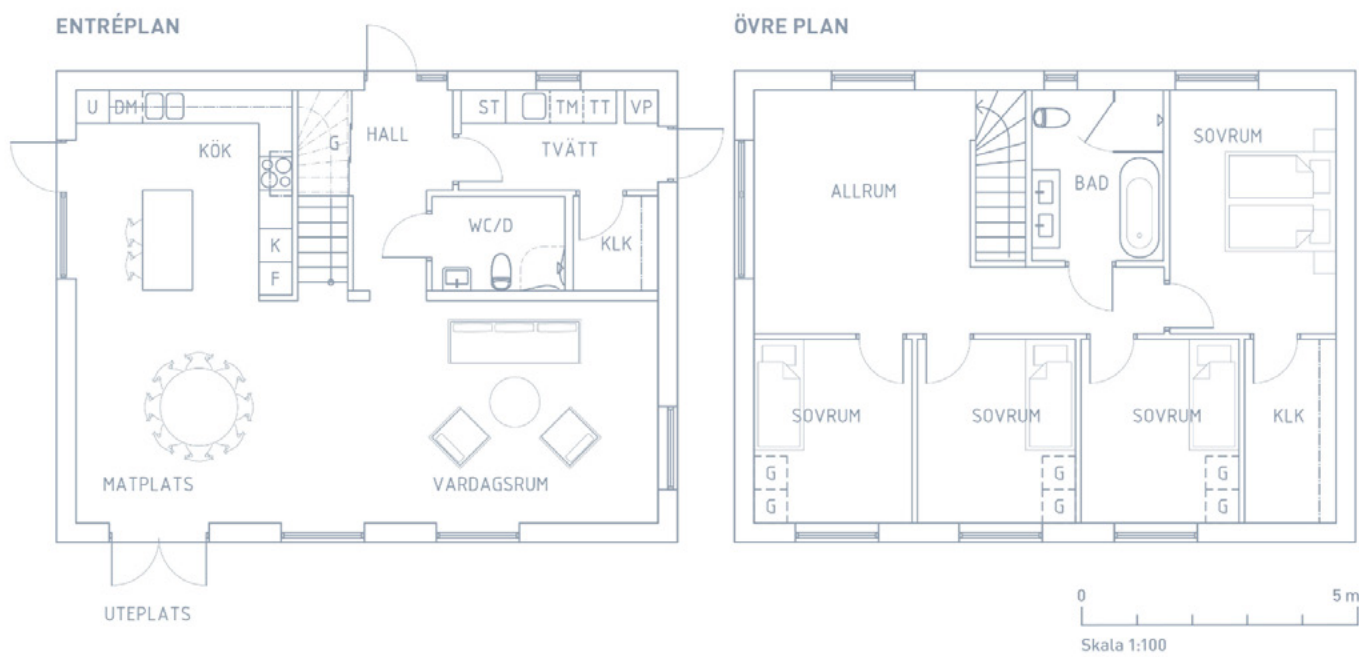 ENTRÉPLAN
U
DM
ST
TM
TT
VP
KÖK
G
HALL
TVÄTT
WC/D
KLK
K
F
MATPLATS
VARDAGSRUM
UTEPLATS
ÖVRE PLAN
SOVRUM
ALLRUM
BAD
SOVRUM
SOVRUM
SOVRUM
KLK
G
G
G
G
G
G
0
5 m
Skala 1:100